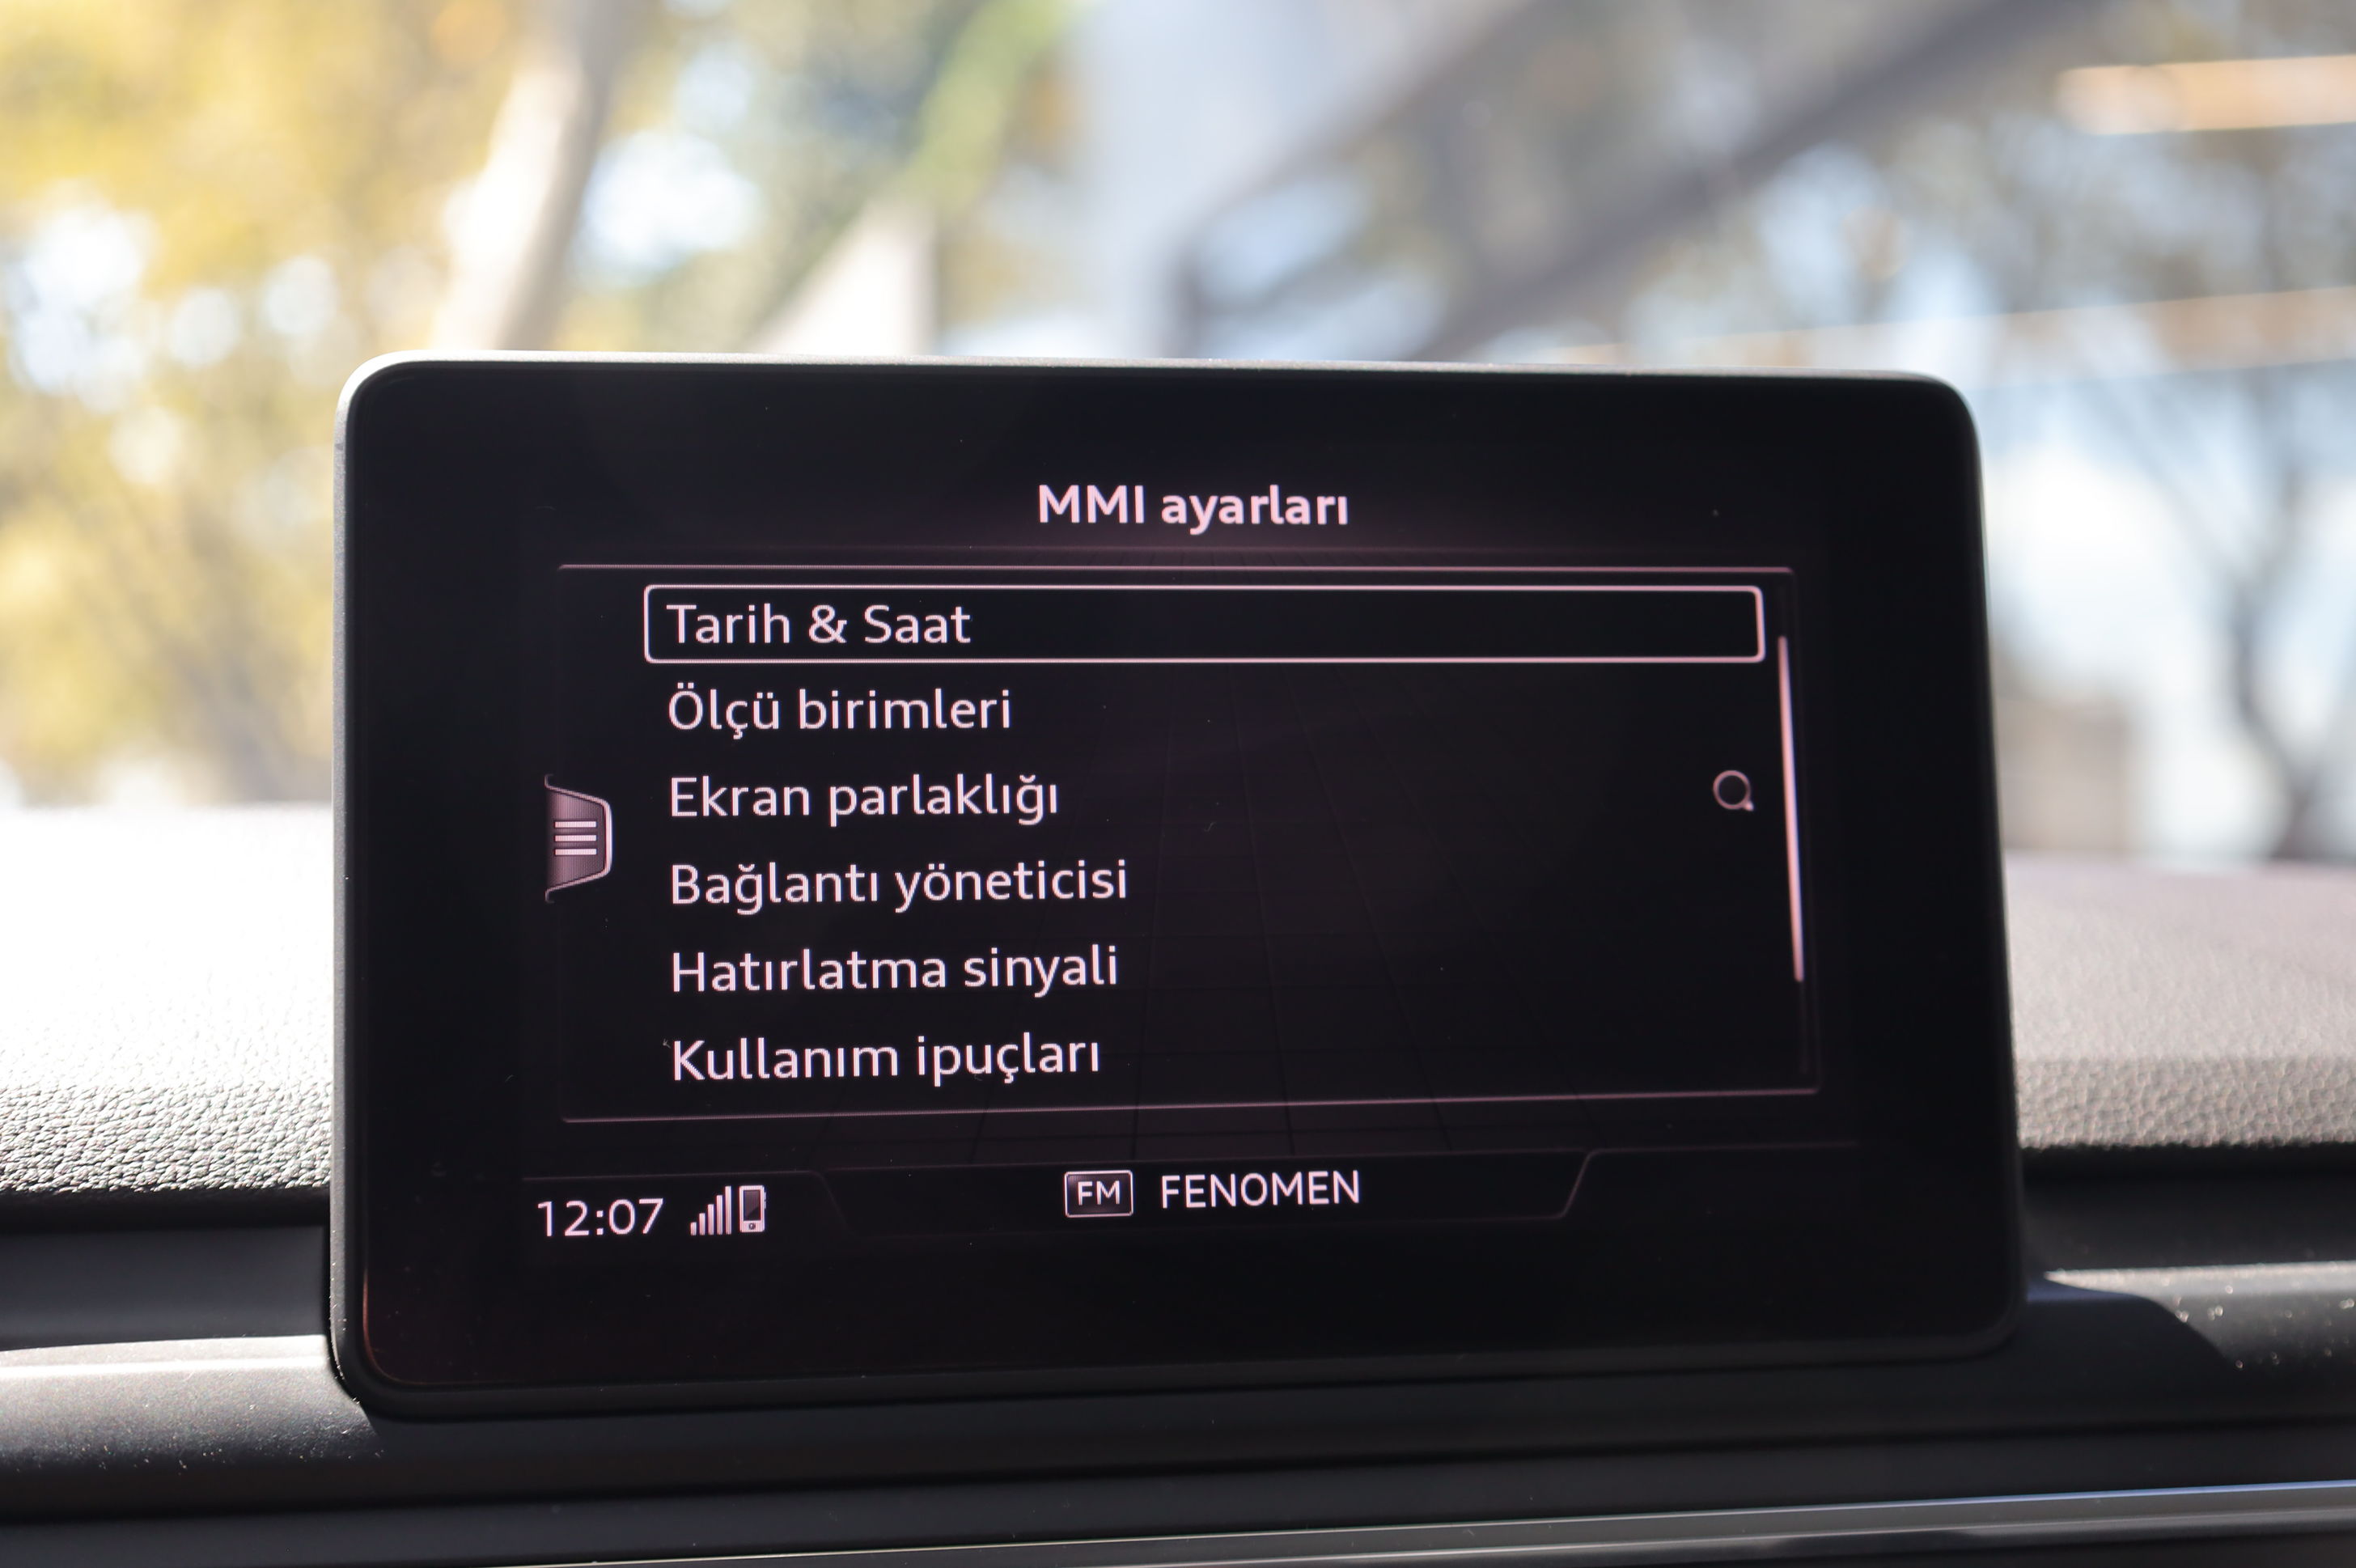 MMI ayarları
Tarih & Saat
Ölçü birimleri
Ekran parlaklığı
Bağlantı yöneticisi
Hatırlatma sinyali
Kullanım ipuçları
12:07 FM FENOMEN